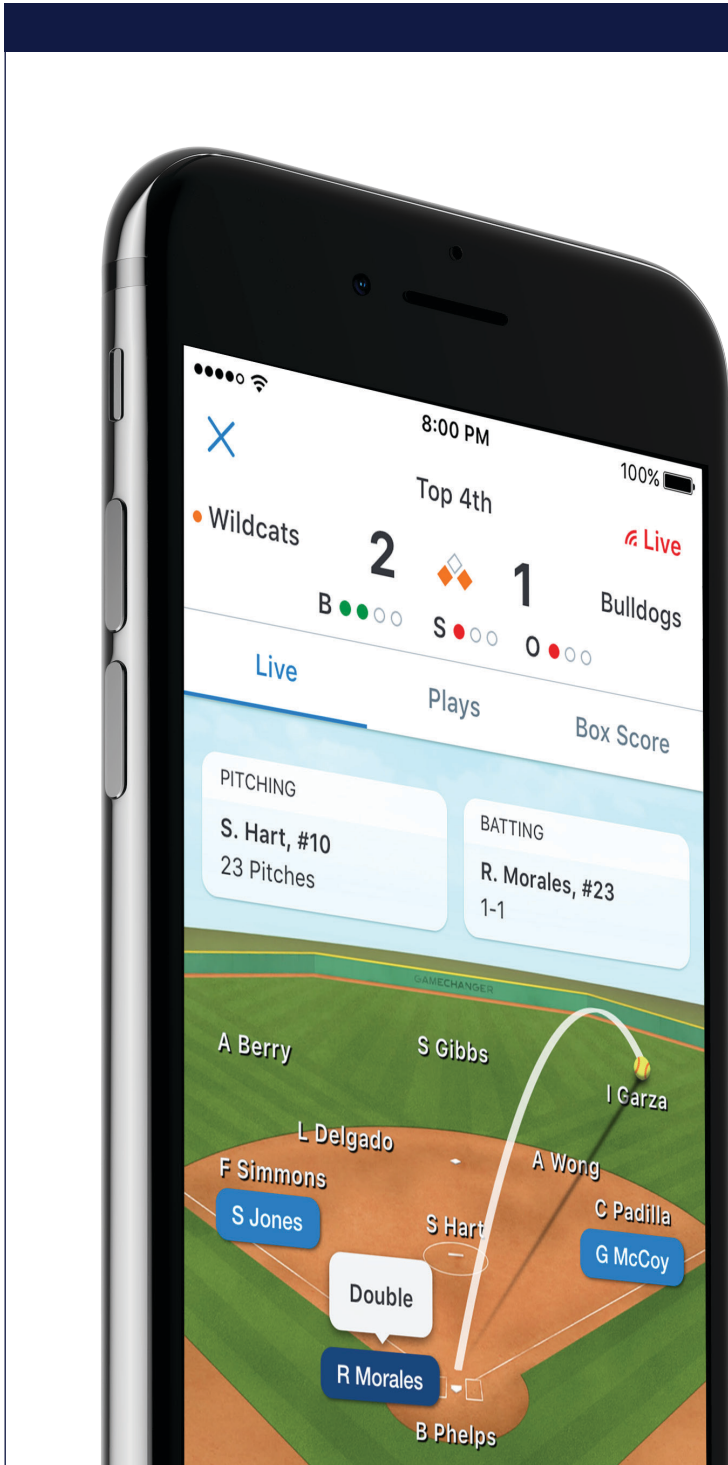 8:00 PM
100%
Top 4th
Live
Wildcats
2
1
Bulldogs
B
S
O
Live
Plays
Box Score
PITCHING
S. Hart, #10
23 Pitches
BATTING
R. Morales, #23
1-1
GAMECHANGER
A Berry
S Gibbs
I Garza
L Delgado
A Wong
F Simmons
C Padilla
S Jones
S Hart
G McCoy
Double
R Morales
B Phelps